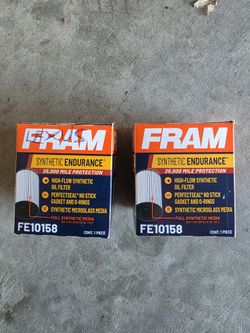 FRAM
SYNTHETIC ENDURANCE™
25,000 MILE PROTECTION
HIGH-FLOW SYNTHETIC
OIL FILTER
PERFECTSEAL® NO STICK
GASKET AND O-RINGS
SYNTHETIC MICROGLASS MEDIA
FULL SYNTHETIC MEDIA
FE10158
CONT. 1 PIECE
FRAM
SYNTHETIC ENDURANCE™
25,000 MILE PROTECTION
HIGH-FLOW SYNTHETIC
OIL FILTER
PERFECTSEAL® NO STICK
GASKET AND O-RINGS
SYNTHETIC MICROGLASS MEDIA
FULL SYNTHETIC MEDIA
FE10158
CONT. 1 PIECE